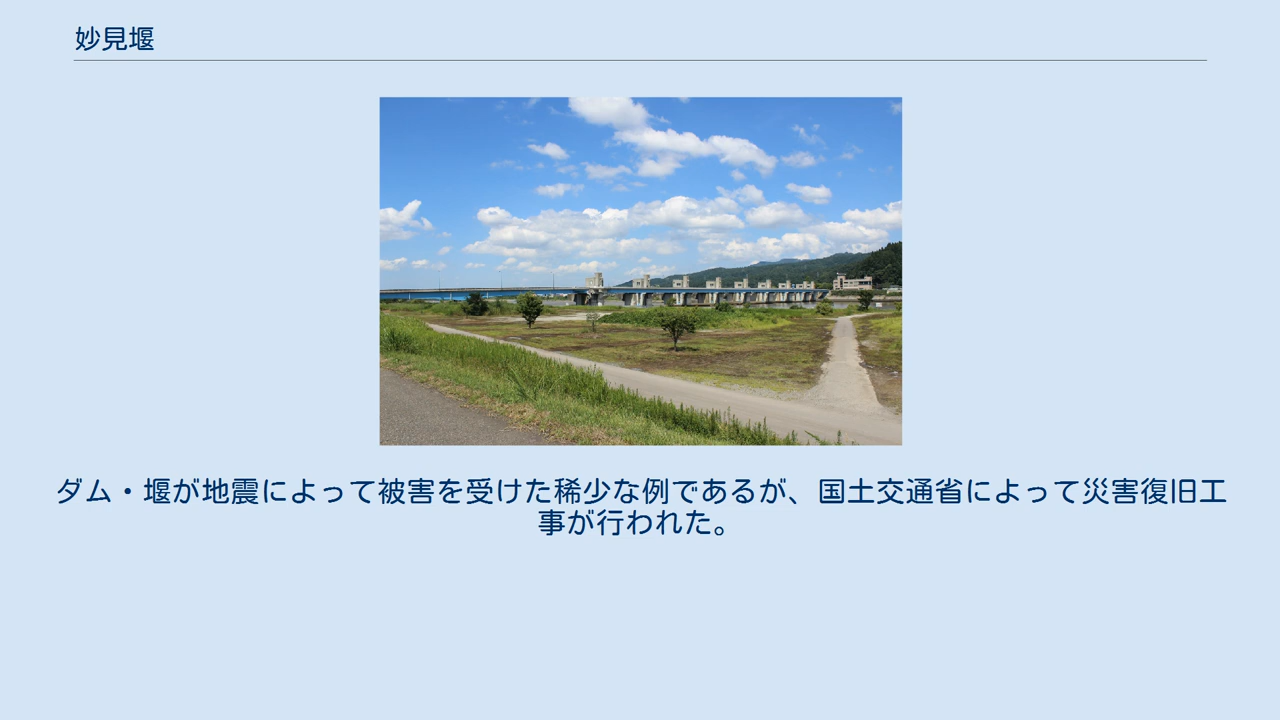 妙見堰
ダム・堰が地震によって被害を受けた稀少な例であるが、国土交通省によって災害復旧工
事が行われた。